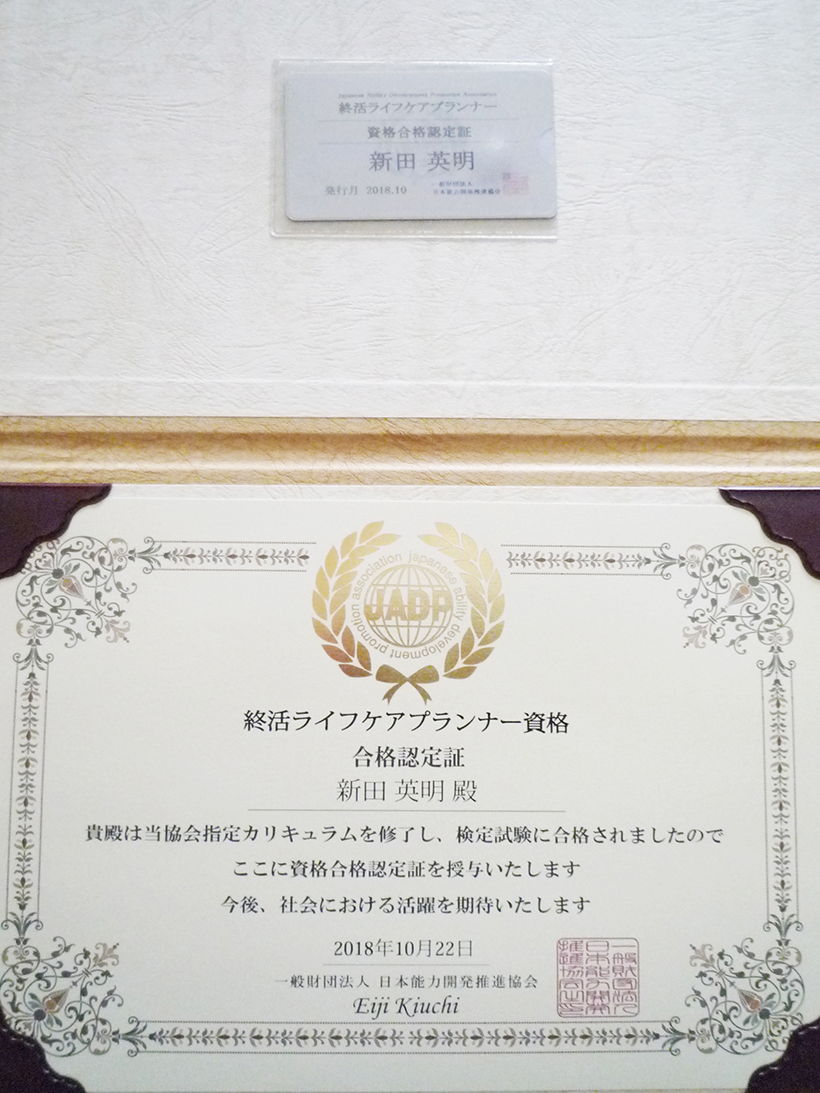 Japanese Ability Development Promotion Association
終活ライフケアプランナー
資格合格認定証
新田 英明
発行月 2018.10
一般財団法人
日本能力開発推進協会
japanese ability development promotion association
JADP
終活ライフケアプランナー資格
合格認定証
新田 英明 殿
貴殿は当協会指定カリキュラムを修了し、検定試験に合格されましたので
ここに資格合格認定証を授与いたします
今後、社会における活躍を期待いたします
2018年10月22日
一般財団法人 日本能力開発推進協会
Eiji Kiuchi